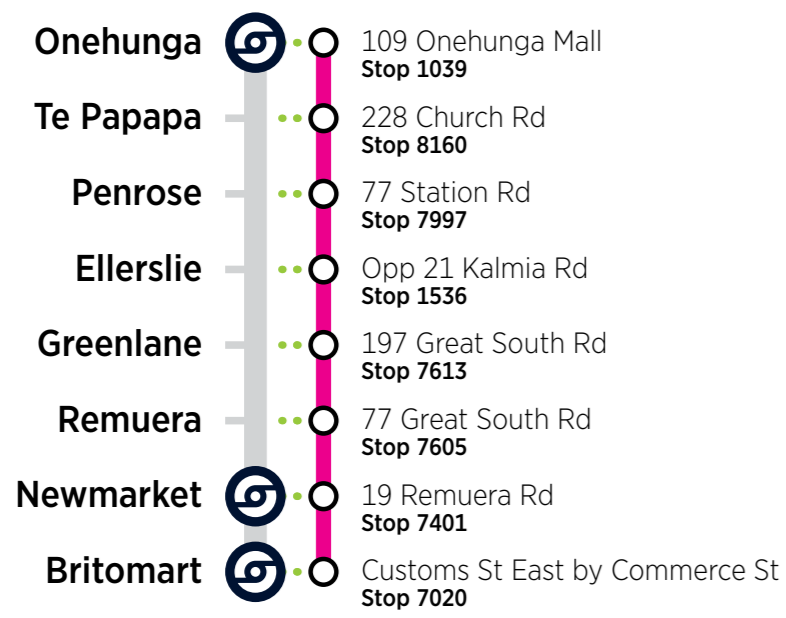 Onehunga
109 Onehunga Mall
Stop 1039
Te Papapa
228 Church Rd
Stop 8160
Penrose
77 Station Rd
Stop 7997
Ellerslie
Opp 21 Kalmia Rd
Stop 1536
Greenlane
197 Great South Rd
Stop 7613
Remuera
77 Great South Rd
Stop 7605
Newmarket
19 Remuera Rd
Stop 7401
Britomart
Customs St East by Commerce St
Stop 7020